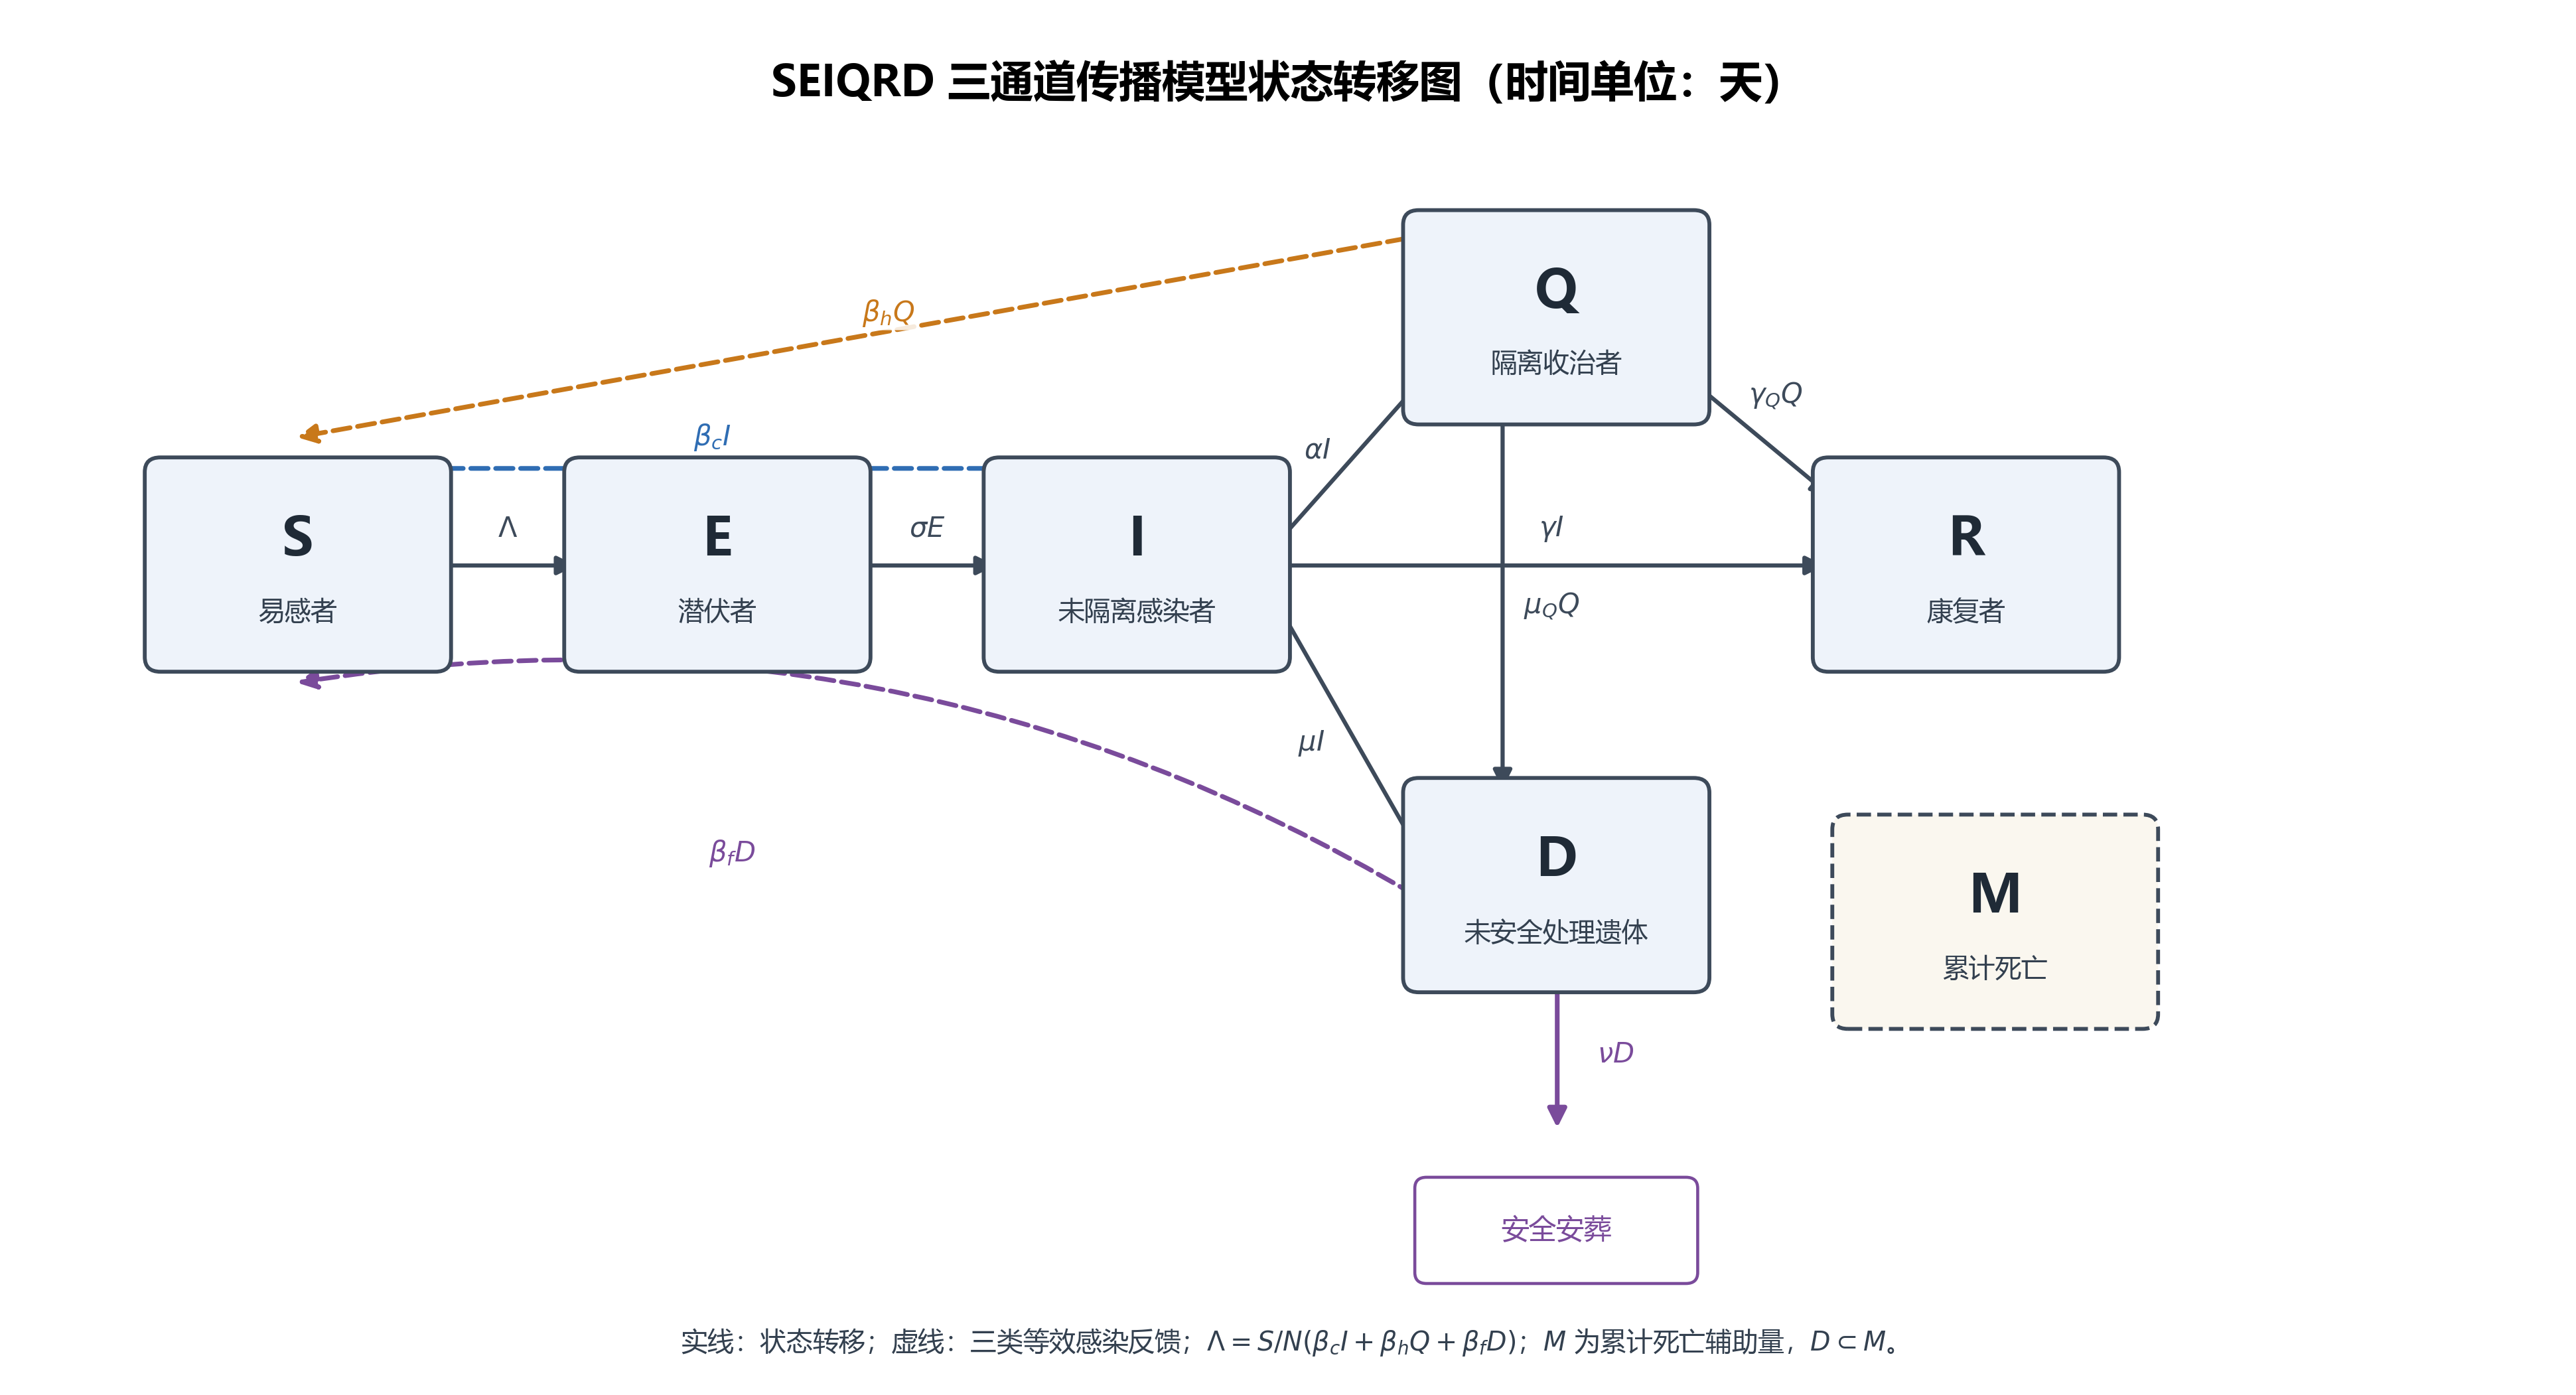 SEIQRD 三通道传播模型状态转移图（时间单位：天）
Q
隔离收治者
βhQ
γQQ
βcI
αI
S
易感者
Λ
E
潜伏者
σE
I
未隔离感染者
γI
μQQ
R
康复者
μI
βfD
D
未安全处理遗体
M
累计死亡
νD
安全安葬
实线：状态转移；虚线：三类等效感染反馈；Λ = S/N(βcI + βhQ + βfD)；M 为累计死亡辅助量，D ⊂ M。